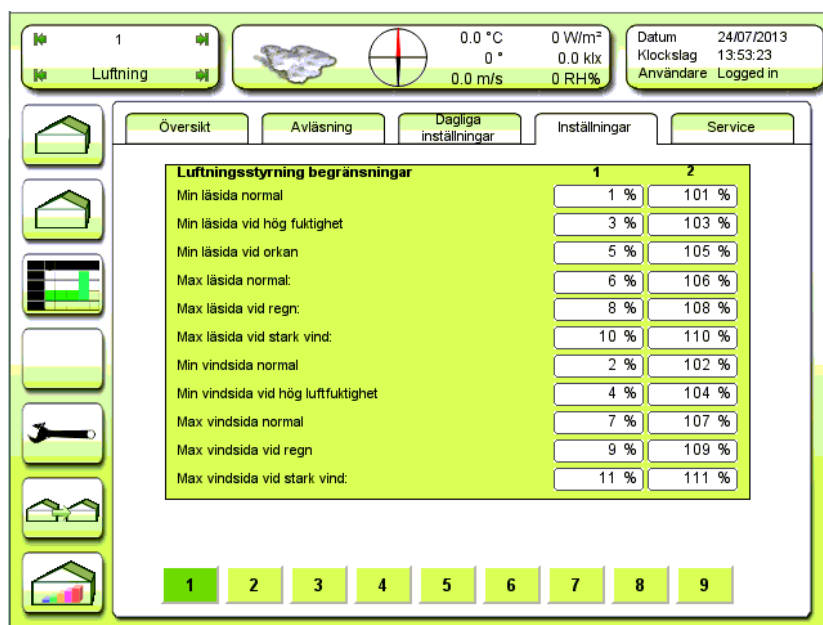 1
Luftning
0.0 °C 0 W/m²
0 ° 0.0 klx
0.0 m/s 0 RH%
Datum 24/07/2013
Klockslag 13:53:23
Användare Logged in
Översikt
Avläsning
Dagliga
inställningar
Inställningar
Service
Luftningsstyrning begränsningar 1 2
Min läsida normal 1 % 101 %
Min läsida vid hög fuktighet 3 % 103 %
Min läsida vid orkan 5 % 105 %
Max läsida normal: 6 % 106 %
Max läsida vid regn: 8 % 108 %
Max läsida vid stark vind: 10 % 110 %
Min vindsida normal 2 % 102 %
Min vindsida vid hög luftfuktighet 4 % 104 %
Max vindsida normal 7 % 107 %
Max vindsida vid regn 9 % 109 %
Max vindsida vid stark vind: 11 % 111 %
1 2 3 4 5 6 7 8 9